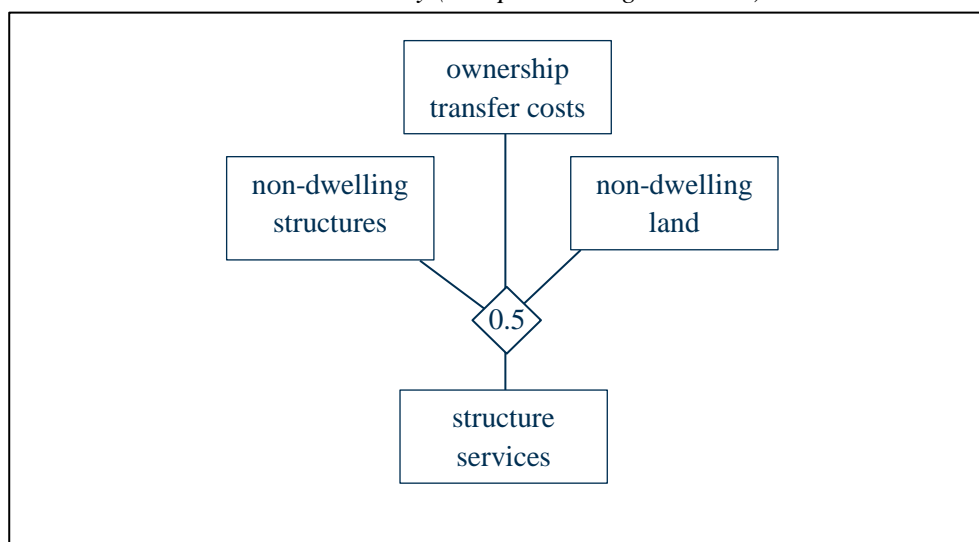 ownership
transfer costs
non-dwelling
structures
non-dwelling
land
0.5
structure
services